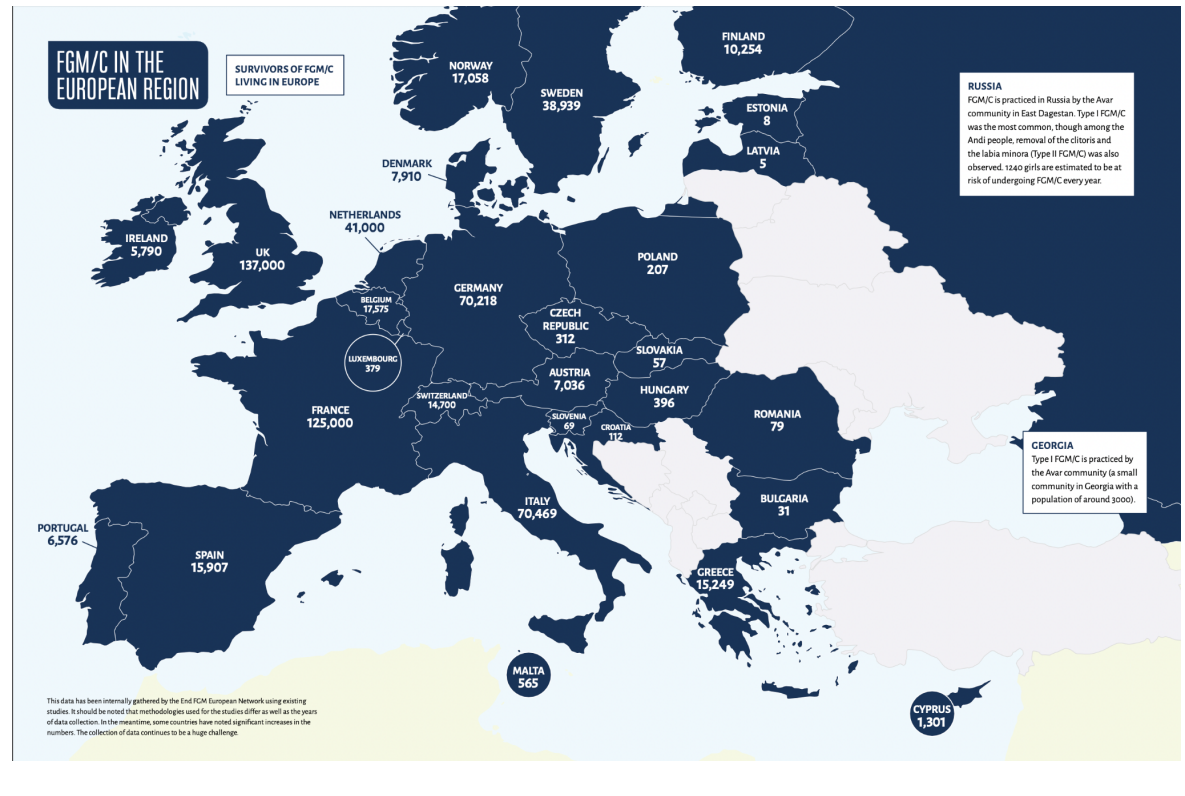 FGM/C IN THE
EUROPEAN REGION
SURVIVORS OF FGM/C
LIVING IN EUROPE
FINLAND
10,254
NORWAY
17,058
SWEDEN
38,939
ESTONIA
8
LATVIA
5
RUSSIA
FGM/C is practiced in Russia by the Avar
community in East Dagestan. Type I FGM/C
was the most common, though among the
Andi people, removal of the clitoris and
the labia minora (Type II FGM/C) was also
observed. 1240 girls are estimated to be at
risk of undergoing FGM/C every year.
DENMARK
7,910
NETHERLANDS
41,000
IRELAND
5,790
UK
137,000
POLAND
207
GERMANY
70,218
BELGIUM
17,575
CZECH
REPUBLIC
312
LUXEMBOURG
379
SLOVAKIA
57
AUSTRIA
7,036
HUNGARY
396
SWITZERLAND
14,700
FRANCE
125,000
SLOVENIA
69
CROATIA
112
ROMANIA
79
GEORGIA
Type I FGM/C is practiced by
the Avar community (a small
community in Georgia with a
population of around 3000).
ITALY
70,469
BULGARIA
31
PORTUGAL
6,576
SPAIN
15,907
GREECE
15,249
MALTA
565
CYPRUS
1,301
This data has been internally gathered by the End FGM European Network using existing
studies. It should be noted that methodologies used for the studies differ as well as the years
of data collection. In the meantime, some countries have noted significant increases in the
numbers. The collection of data continues to be a huge challenge.